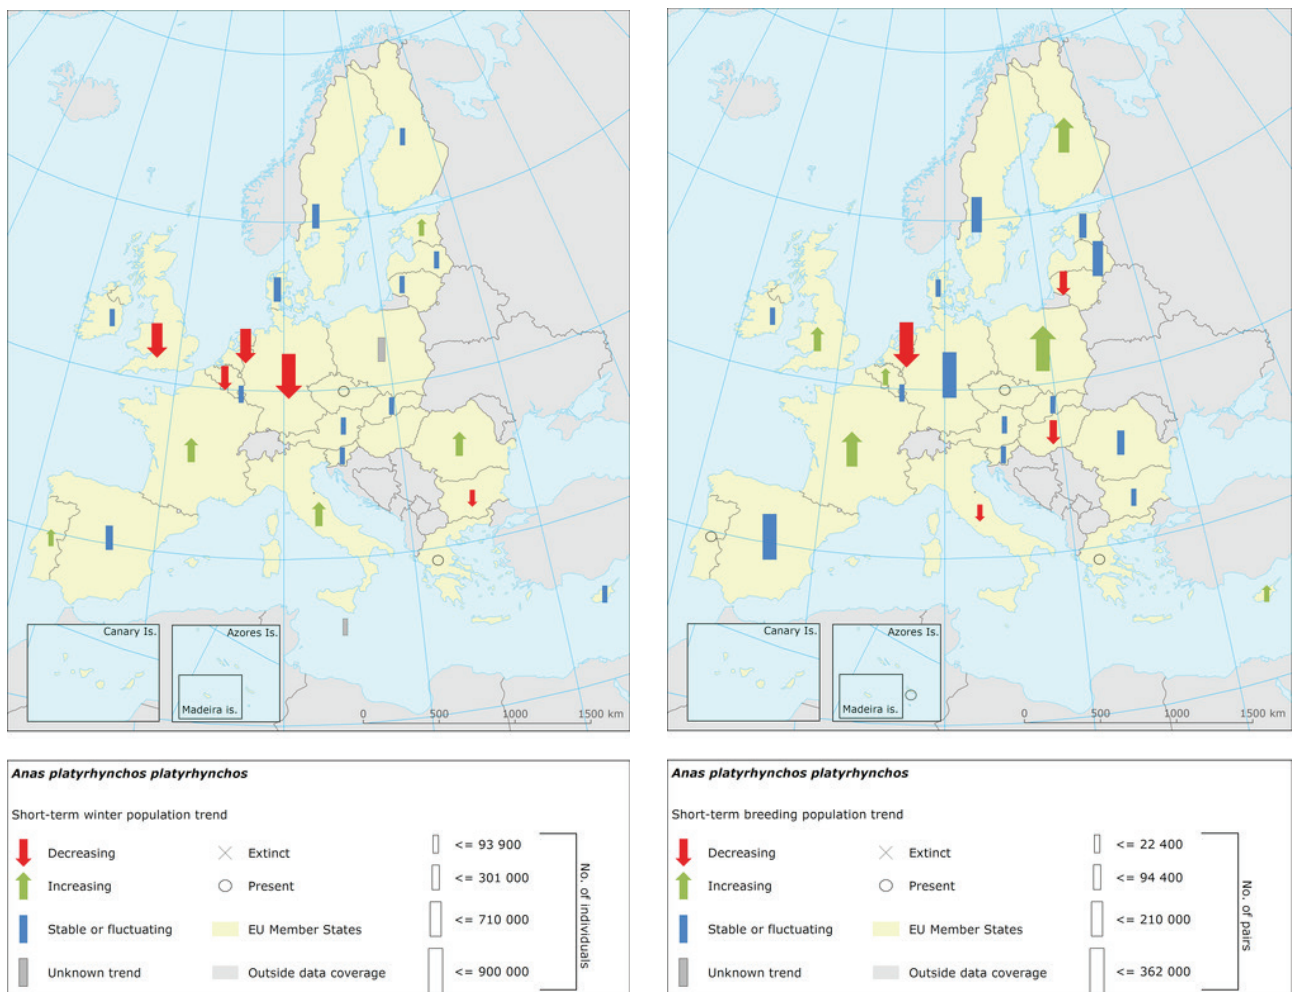 Canary Is.
Azores Is.
Madeira is.
0 500 1000 1500 km
Anas platyrhynchos platyrhynchos
Short-term winter population trend
Decreasing
Increasing
Stable or fluctuating
Unknown trend
Extinct
Present
EU Member States
Outside data coverage
<= 93 900
<= 301 000
<= 710 000
<= 900 000
No. of individuals
Canary Is.
Azores Is.
Madeira is.
0 500 1000 1500 km
Anas platyrhynchos platyrhynchos
Short-term breeding population trend
Decreasing
Increasing
Stable or fluctuating
Unknown trend
Extinct
Present
EU Member States
Outside data coverage
<= 22 400
<= 94 400
<= 210 000
<= 362 000
No. of pairs